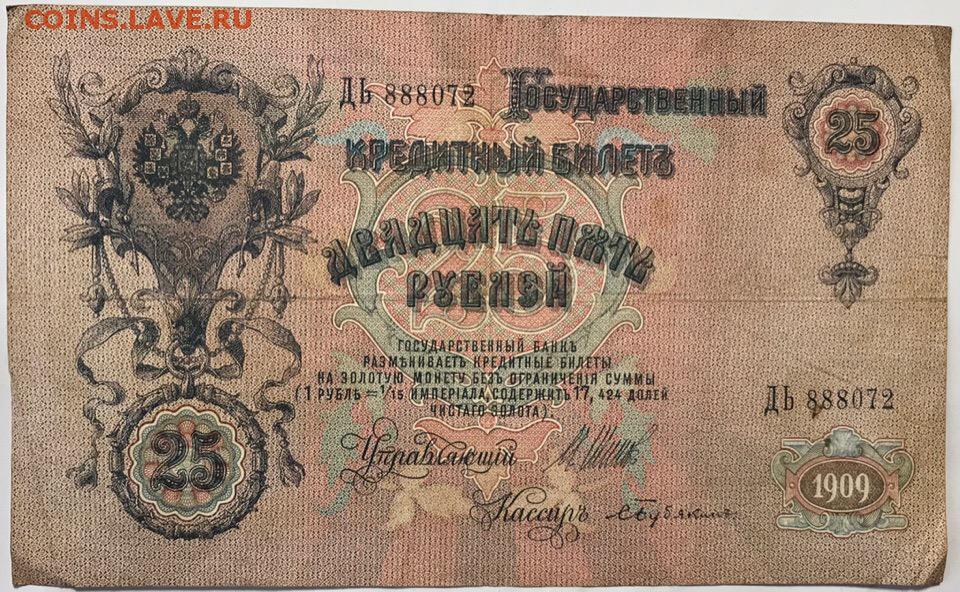 COINS.LAVE.RU
ДЬ 888072 ГОСУДАРСТВЕННЫЙ
25
КРЕДИТНЫЙ БИЛЕТЪ
ДВАДЦАТЬ ПЯТЬ
РУБЛЕЙ
25
ГОСУДАРСТВЕННЫЙ БАНКЪ
РАЗМѢНИВАЕТЪ КРЕДИТНЫЕ БИЛЕТЫ
НА ЗОЛОТУЮ МОНЕТУ БЕЗЪ ОГРАНИЧЕНІЯ СУММЫ
(1 РУБЛЬ = 1/15 ИМПЕРІАЛА, СОДЕРЖИТЪ 17,424 ДОЛЕЙ
ЧИСТАГО ЗОЛОТА).
ДЬ 888072
25
Управляющій
1909
Кассиръ